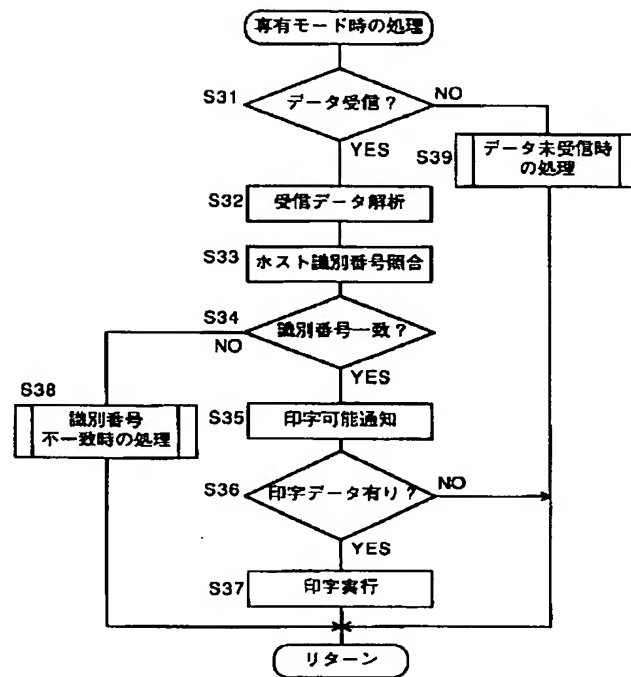 専有モード時の処理
S31
データ受信？
NO
YES
S39
データ未受信時
の処理
S32
受信データ解析
S33
ホスト識別番号照合
S34
識別番号一致？
NO
YES
S38
識別番号
不一致時の処理
S35
印字可能通知
S36
印字データ有り？
NO
YES
S37
印字実行
リターン